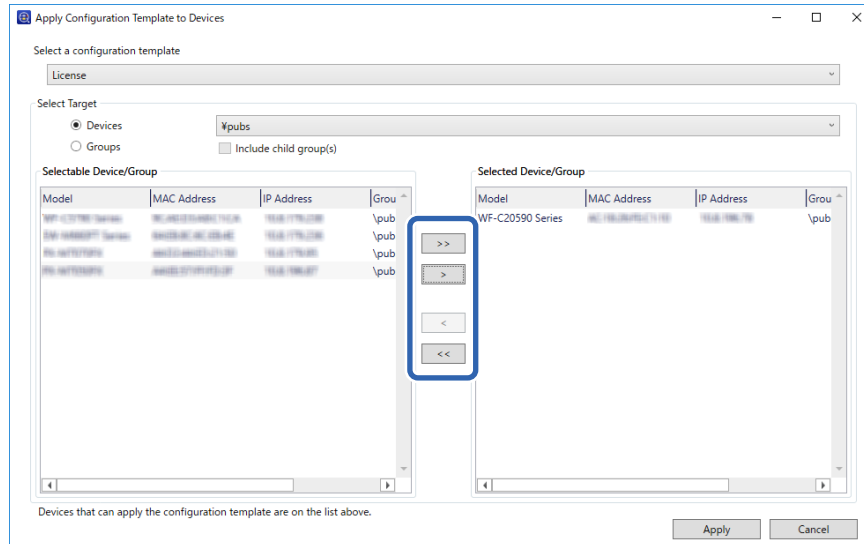 Apply Configuration Template to Devices
Select a configuration template
License
Select Target
Devices
¥pubs
Groups
Include child group(s)
Selectable Device/Group
Selected Device/Group
Model MAC Address IP Address Grou
Model MAC Address IP Address Grou
\pub
WF-C20590 Series \pub
\pub
\pub
\pub
>>
>
<
<<
Devices that can apply the configuration template are on the list above.
Apply Cancel